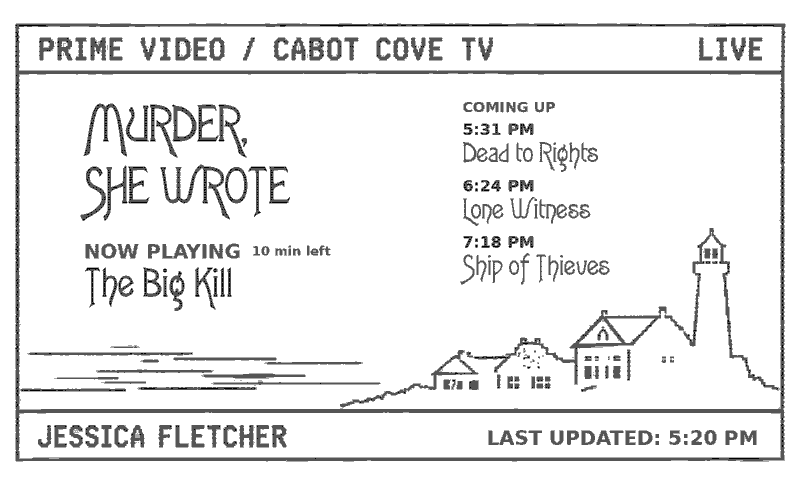 PRIME VIDEO / CABOT COVE TV
LIVE
MURDER,
SHE WROTE
NOW PLAYING 10 min left
The Big Kill
COMING UP
5:31 PM
Dead to Rights
6:24 PM
Lone Witness
7:18 PM
Ship of Thieves
JESSICA FLETCHER
LAST UPDATED: 5:20 PM